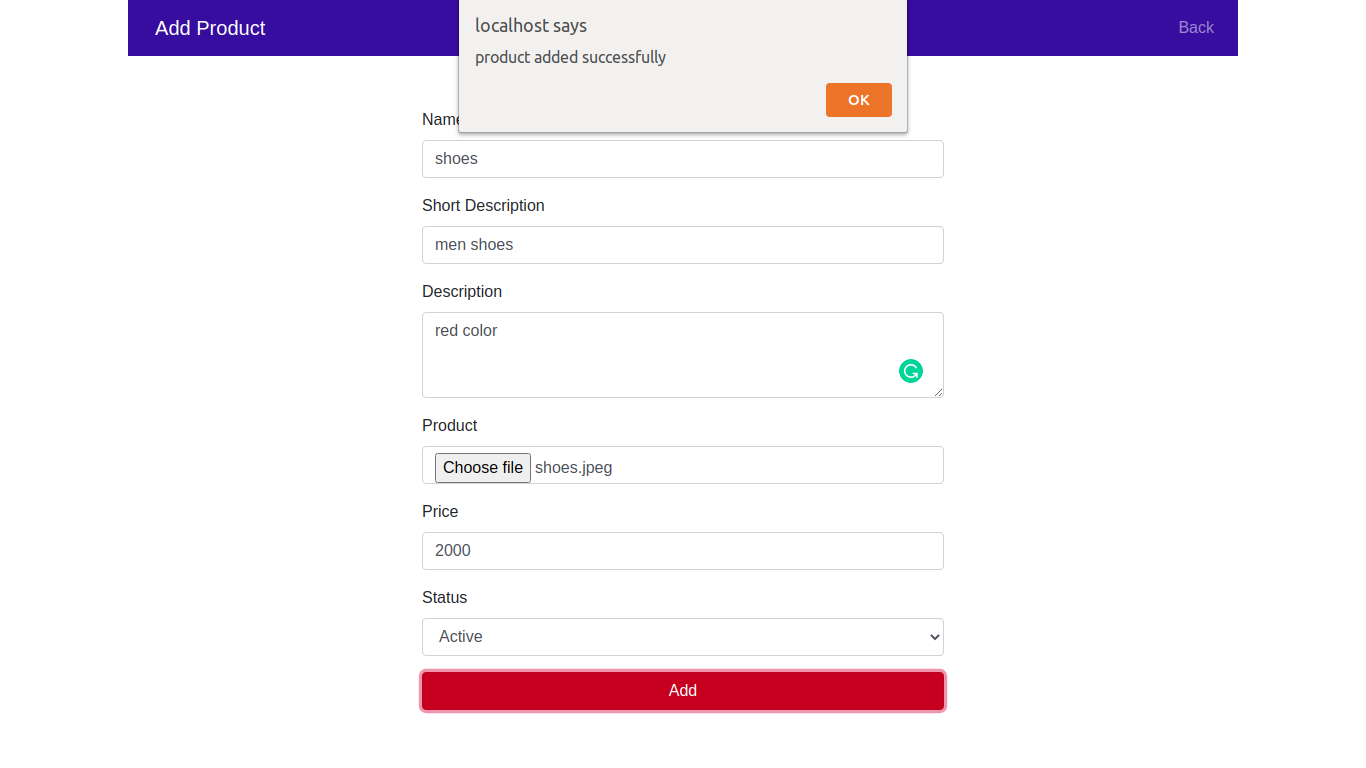 Add Product
localhost says
Back
product added successfully
OK
Name
shoes
Short Description
men shoes
Description
red color
Product
Choose file shoes.jpeg
Price
2000
Status
Active
Add